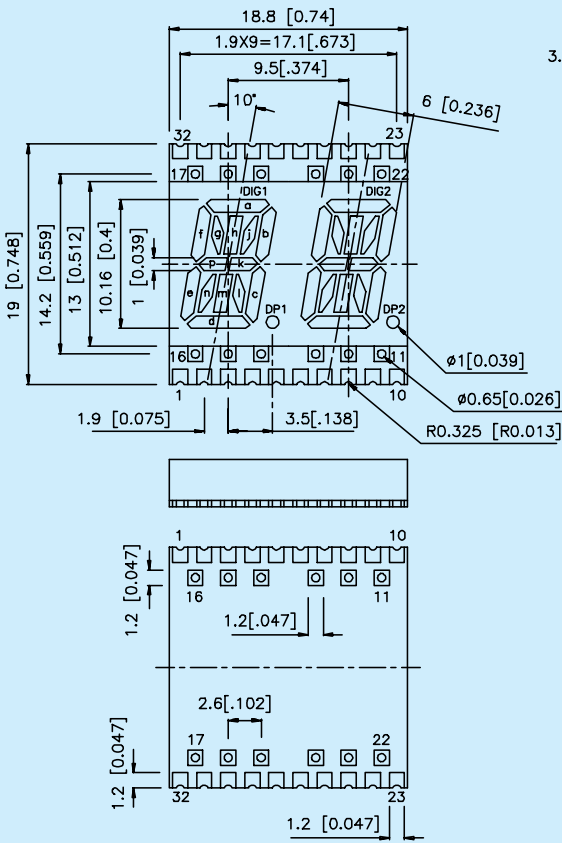 18.8 [0.74]
1.9X9=17.1[.673]
9.5[.374]
3.
10°
6 [0.236]
32
23
17
22
DIG1
DIG2
a
f
g
h
j
b
p
k
e
n
m
l
c
d
DP1
DP2
19 [0.748]
14.2 [0.559]
13 [0.512]
10.16 [0.4]
1 [0.039]
16
11
1
10
ø1[0.039]
ø0.65[0.026]
R0.325 [R0.013]
1.9 [0.075]
3.5[.138]
1
10
16
11
1.2 [0.047]
1.2[.047]
2.6[.102]
17
22
1.2 [0.047]
32
23
1.2 [0.047]